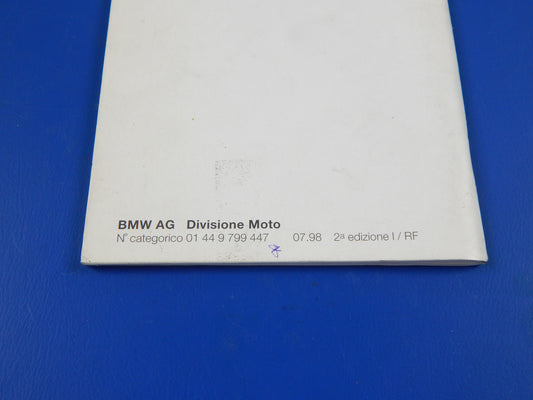 BMW AG Divisione Moto
N° categorico 01 44 9 799 447 07.98 2ª edizione I / RF